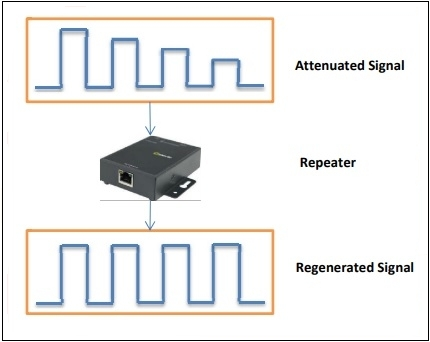 Attenuated Signal
Repeater
Regenerated Signal